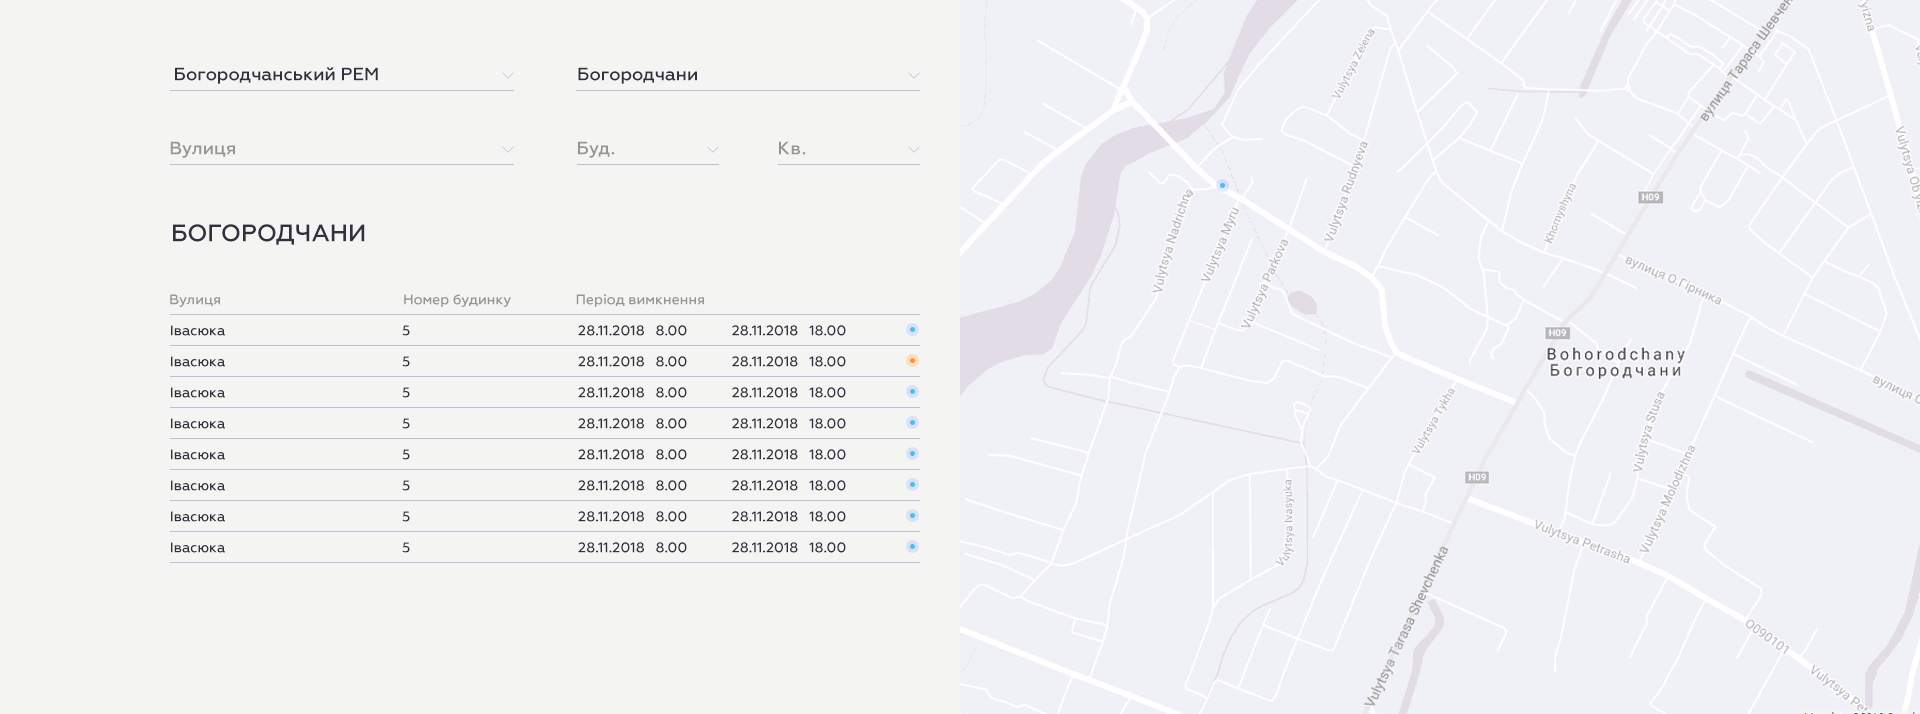 Богородчанський РЕМ
Богородчани
Вулиця
Буд.
Кв.
БОГОРОДЧАНИ
Вулиця Номер будинку Період вимкнення
Івасюка 5 28.11.2018 8.00 28.11.2018 18.00
Івасюка 5 28.11.2018 8.00 28.11.2018 18.00
Івасюка 5 28.11.2018 8.00 28.11.2018 18.00
Івасюка 5 28.11.2018 8.00 28.11.2018 18.00
Івасюка 5 28.11.2018 8.00 28.11.2018 18.00
Івасюка 5 28.11.2018 8.00 28.11.2018 18.00
Івасюка 5 28.11.2018 8.00 28.11.2018 18.00
Івасюка 5 28.11.2018 8.00 28.11.2018 18.00
Vulytsya Zelena
вулиця Тараса Шевчен
Vulytsya Rudnyeva
Vulytsya Nadrichna
Vulytsya Myru
Vulytsya Parkova
Khomyshyna
H09
вулиця О.Гірника
H09
Bohorodchany
Богородчани
вулиця
Vulytsya Tykha
Vulytsya Stusa
Vulytsya Molodizhna
H09
Vulytsya Ivasyuka
Vulytsya Petrasha
Vulytsya Tarasa Shevchenka
O090101
Vulytsya Pe